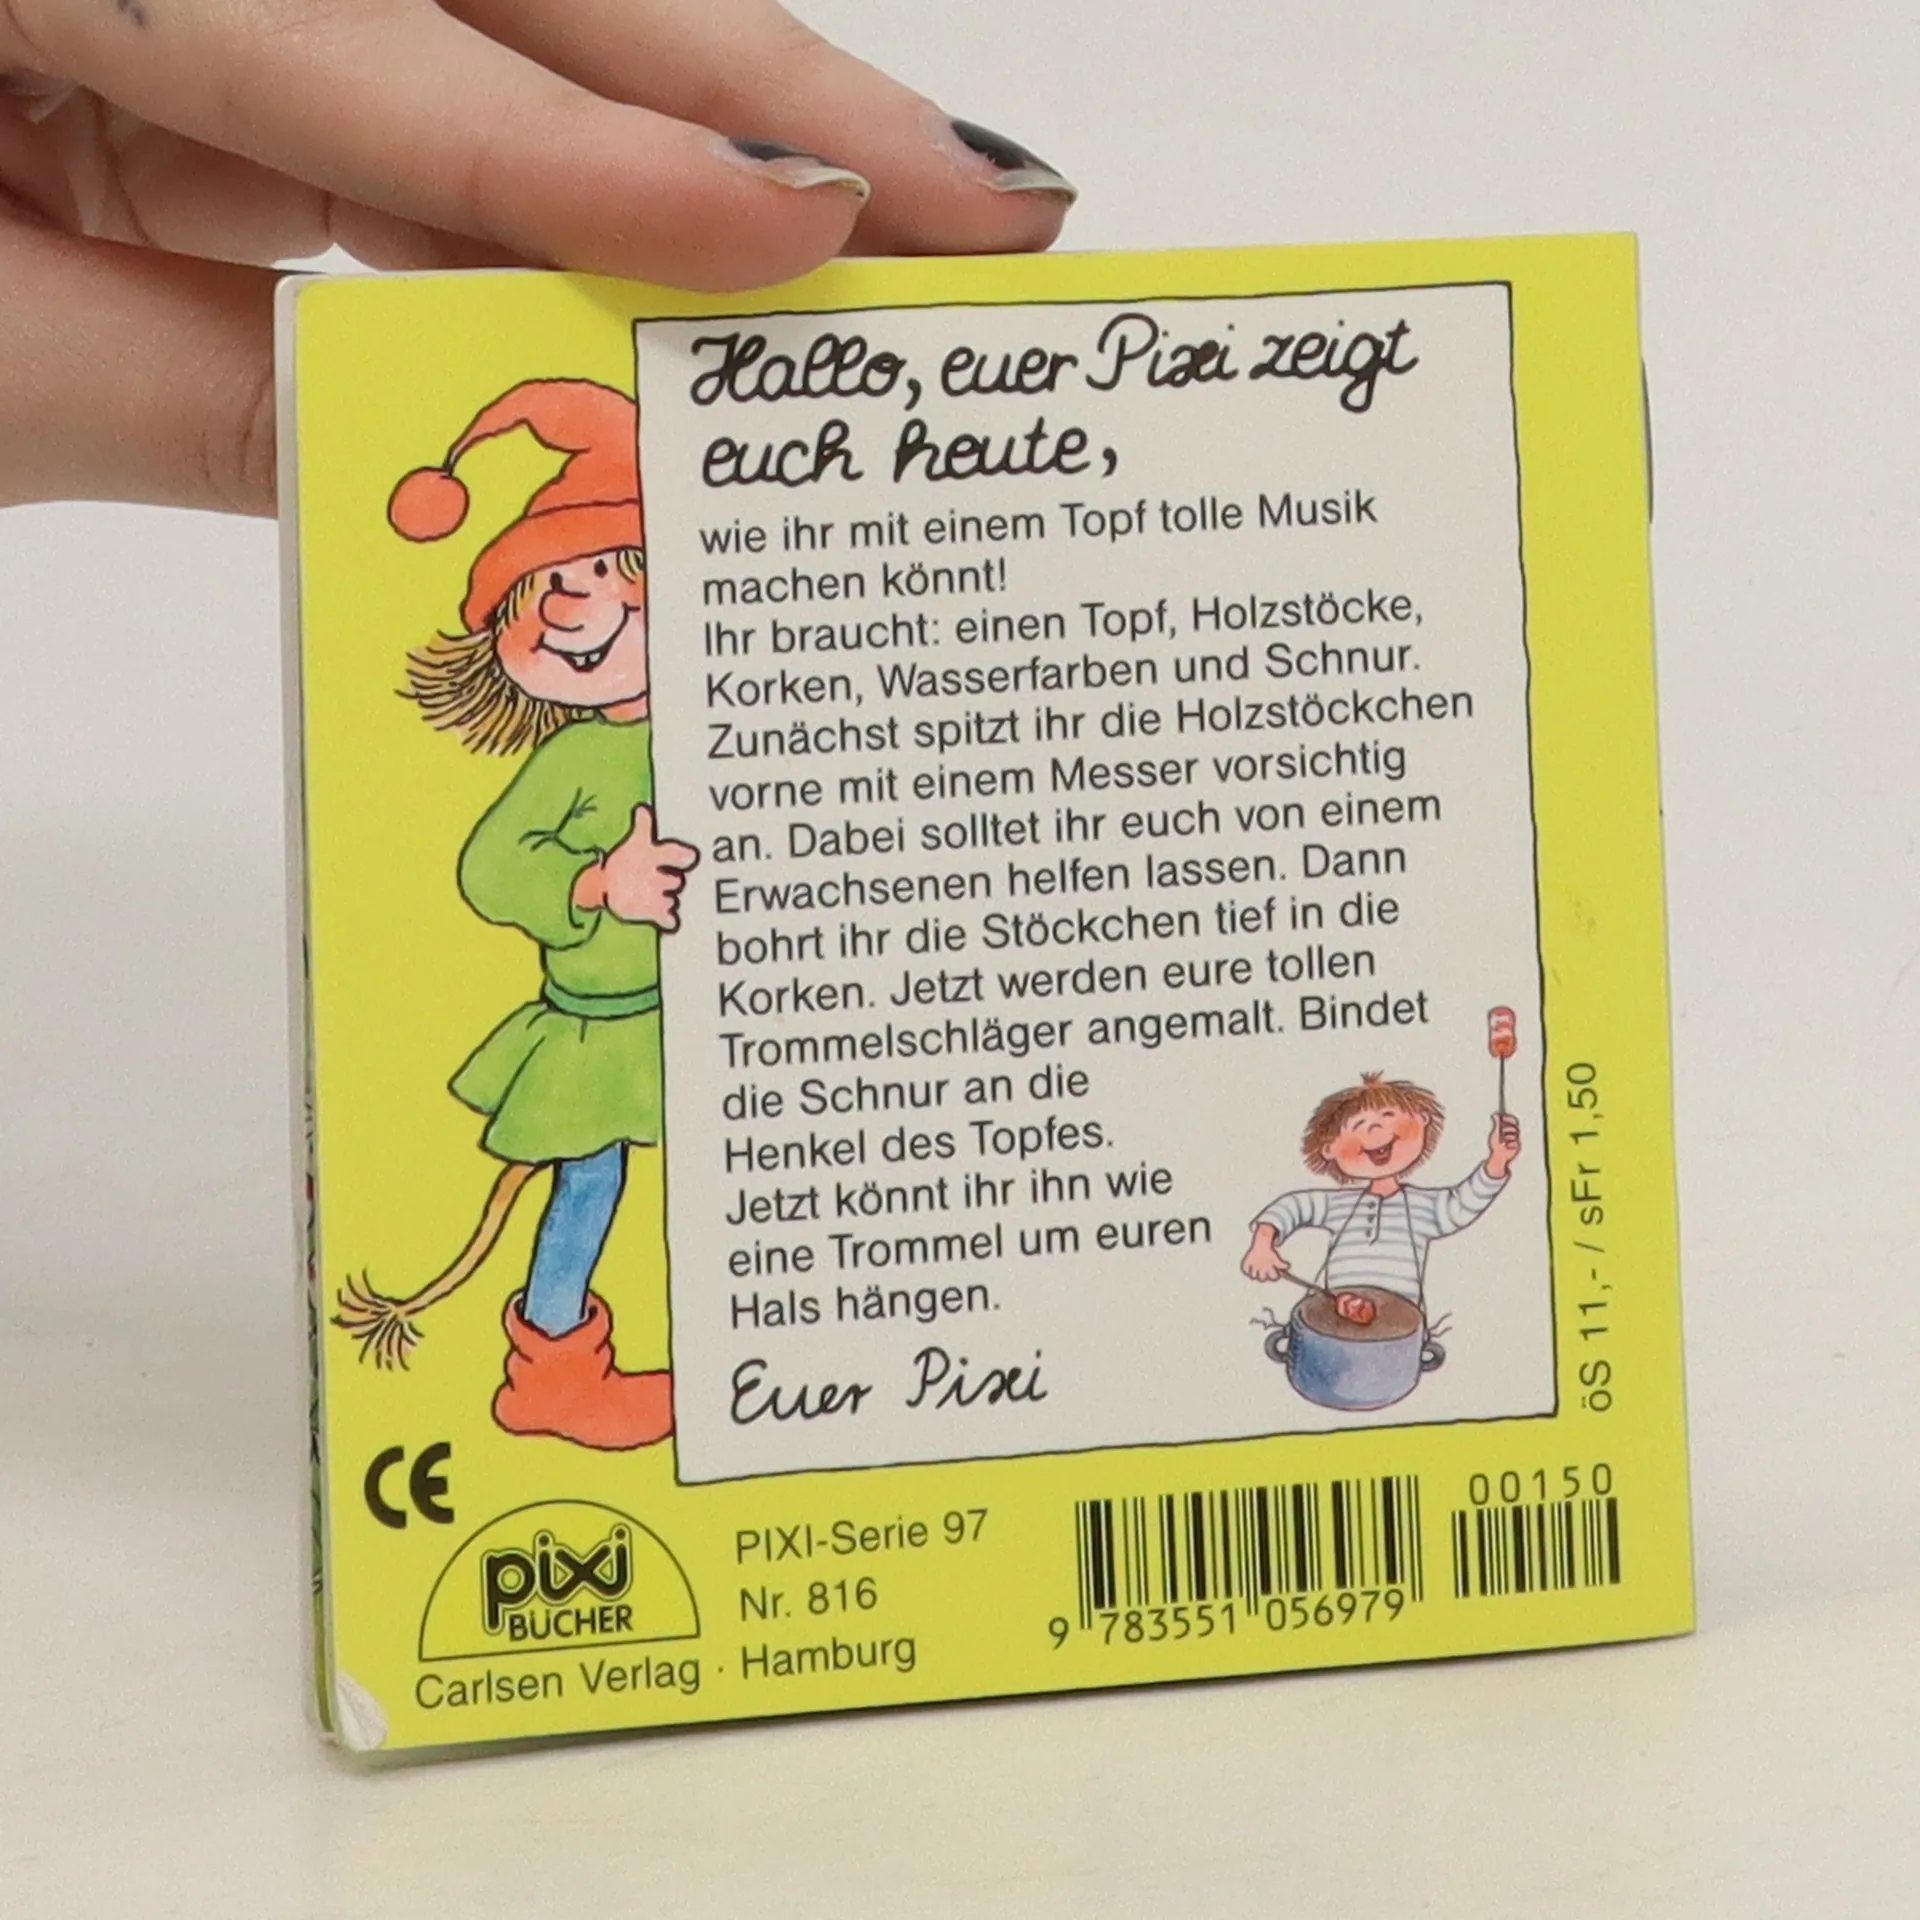 Hallo, euer Pixi zeigt
euch heute,
wie ihr mit einem Topf tolle Musik
machen könnt!
Ihr braucht: einen Topf, Holzstöcke,
Korken, Wasserfarben und Schnur.
Zunächst spitzt ihr die Holzstöckchen
vorne mit einem Messer vorsichtig
an. Dabei solltet ihr euch von einem
Erwachsenen helfen lassen. Dann
bohrt ihr die Stöckchen tief in die
Korken. Jetzt werden eure tollen
Trommelschläger angemalt. Bindet
die Schnur an die
Henkel des Topfes.
Jetzt könnt ihr ihn wie
eine Trommel um euren
Hals hängen.
Euer Pixi
öS 11,- / sFr 1,50
CE
pixi
BÜCHER
Carlsen Verlag · Hamburg
PIXI-Serie 97
Nr. 816
9 783551 056979
00150